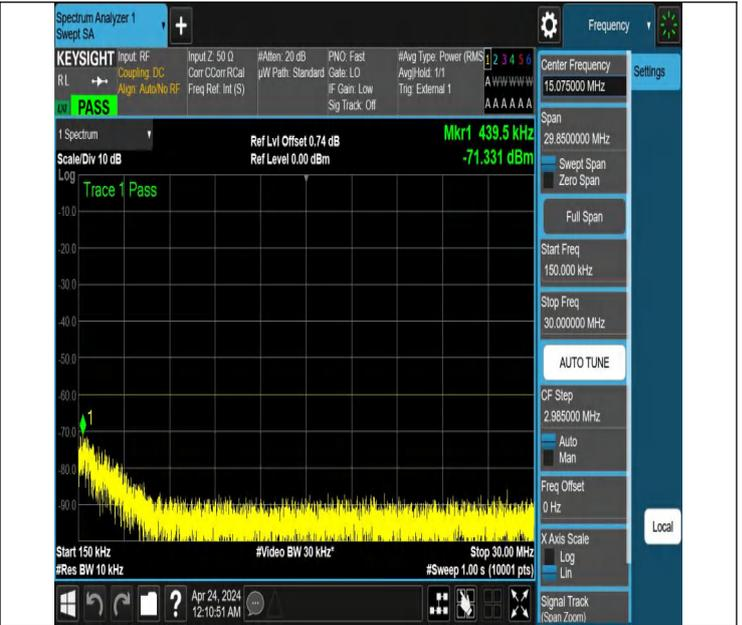 Spectrum Analyzer 1
Swept SA
+
Frequency
KEYSIGHT
RL
PASS
Input: RF
Coupling: DC
Align: Auto/No RF
Input Z: 50 Ω
Corr CCorr RCal
Freq Ref: Int (S)
#Atten: 20 dB
µW Path: Standard
PNO: Fast
Gate: LO
IF Gain: Low
Sig Track: Off
#Avg Type: Power (RMS
Avg|Hold: 1/1
Trig: External 1
1 2 3 4 5 6
A W W W W W
A A A A A A
1 Spectrum
Scale/Div 10 dB
Ref Lvl Offset 0.74 dB
Ref Level 0.00 dBm
Mkr1 439.5 kHz
-71.331 dBm
Log
Trace 1 Pass
-10.0
-20.0
-30.0
-40.0
-50.0
-60.0
-70.0
-80.0
-90.0
1
Start 150 kHz
#Res BW 10 kHz
#Video BW 30 kHz*
Stop 30.00 MHz
#Sweep 1.00 s (10001 pts)
Center Frequency
15.075000 MHz
Span
29.8500000 MHz
Swept Span
Zero Span
Full Span
Start Freq
150.000 kHz
Stop Freq
30.000000 MHz
AUTO TUNE
CF Step
2.985000 MHz
Auto
Man
Freq Offset
0 Hz
X Axis Scale
Log
Lin
Signal Track
(Span Zoom)
Settings
Local
?
Apr 24, 2024
12:10:51 AM